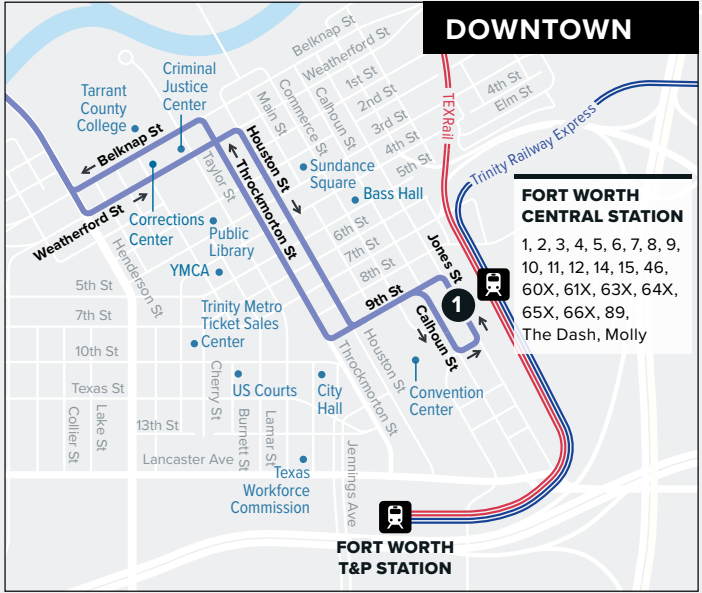 DOWNTOWN
Belknap St
Weatherford St
1st St
2nd St
3rd St
4th St
5th St
4th St
Elm St
TEXRail
Trinity Railway Express
Criminal
Justice
Center
Tarrant
County
College
Main St
Commerce St
Calhoun St
Belknap St
Houston St
Throckmorton St
Taylor St
Sundance
Square
Bass Hall
FORT WORTH
CENTRAL STATION
1, 2, 3, 4, 5, 6, 7, 8, 9,
10, 11, 12, 14, 15, 46,
60X, 61X, 63X, 64X,
65X, 66X, 89,
The Dash, Molly
Weatherford St
Corrections
Center
Public
Library
YMCA
Henderson St
6th St
7th St
8th St
9th St
Jones St
1
Calhoun St
5th St
7th St
10th St
Texas St
13th St
Lancaster Ave
Trinity Metro
Ticket Sales
Center
US Courts
City
Hall
Convention
Center
Houston St
Throckmorton St
Cherry St
Burnett St
Lamar St
Lake St
Collier St
Jennings Ave
Texas
Workforce
Commission
FORT WORTH
T&P STATION